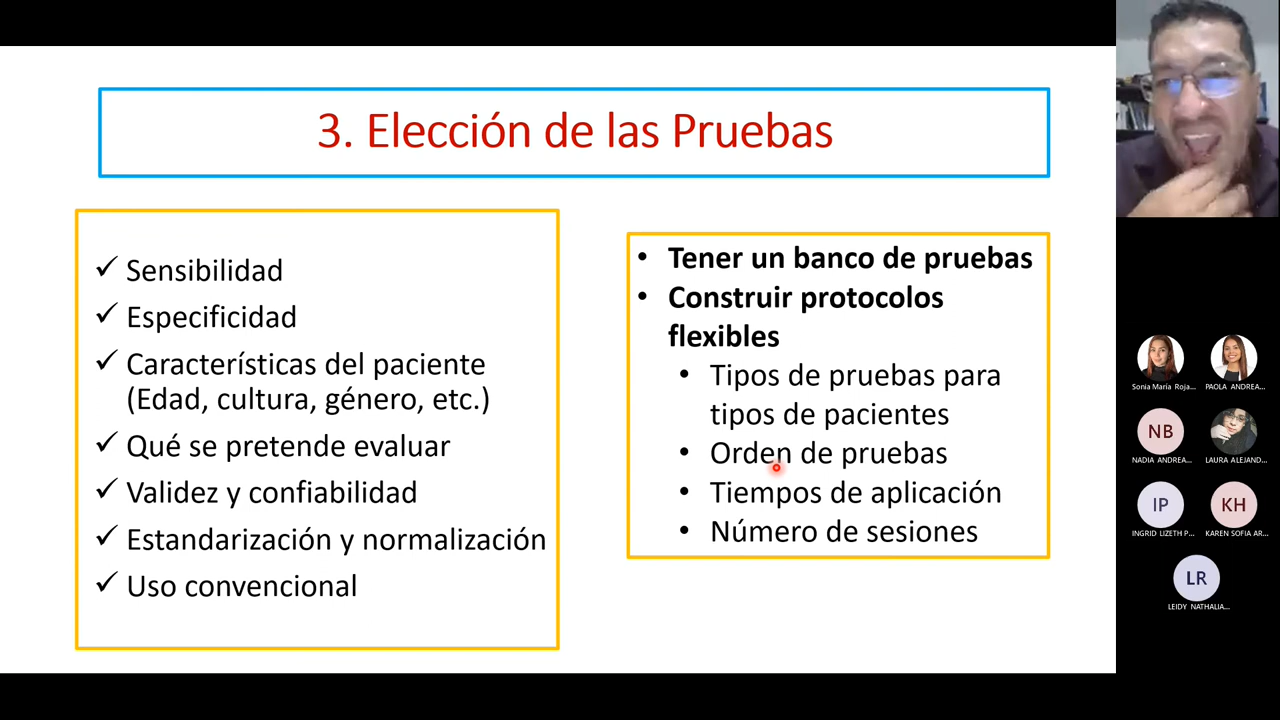 3. Elección de las Pruebas
✓ Sensibilidad
✓ Especificidad
✓ Características del paciente
(Edad, cultura, género, etc.)
✓ Qué se pretende evaluar
✓ Validez y confiabilidad
✓ Estandarización y normalización
✓ Uso convencional
• Tener un banco de pruebas
• Construir protocolos
flexibles
• Tipos de pruebas para
tipos de pacientes
• Orden de pruebas
• Tiempos de aplicación
• Número de sesiones
Sonia María Roja...
PAOLA ANDREA...
NB
NADIA ANDREA...
LAURA ALEJAND...
IP
INGRID LIZETH P...
KH
KAREN SOFIA AR...
LR
LEIDY NATHALIA...